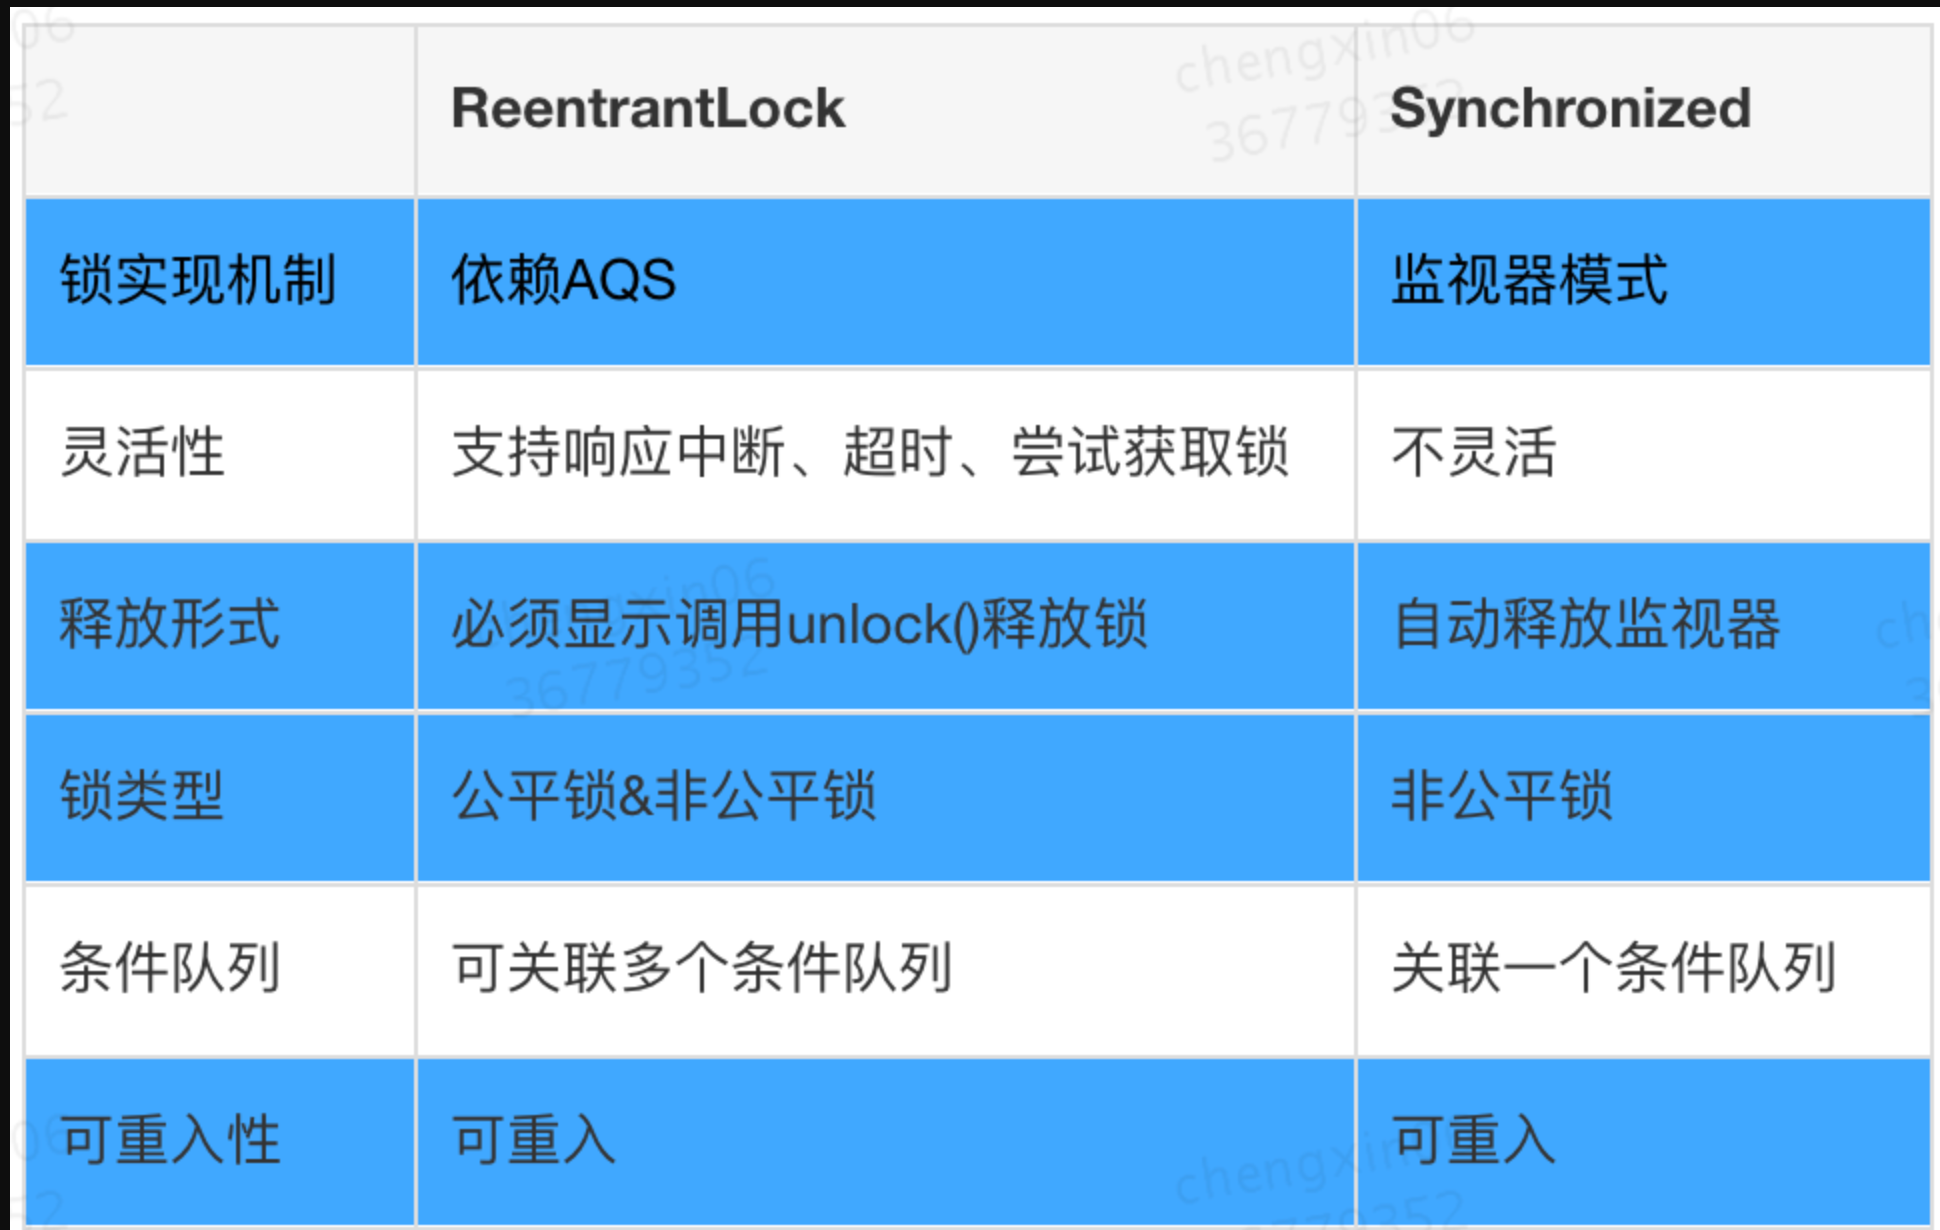 ReentrantLock Synchronized
锁实现机制 依赖AQS 监视器模式
灵活性 支持响应中断、超时、尝试获取锁 不灵活
释放形式 必须显示调用unlock()释放锁 自动释放监视器
锁类型 公平锁&非公平锁 非公平锁
条件队列 可关联多个条件队列 关联一个条件队列
可重入性 可重入 可重入
chengxin06
36779352
chengxin06
36779352